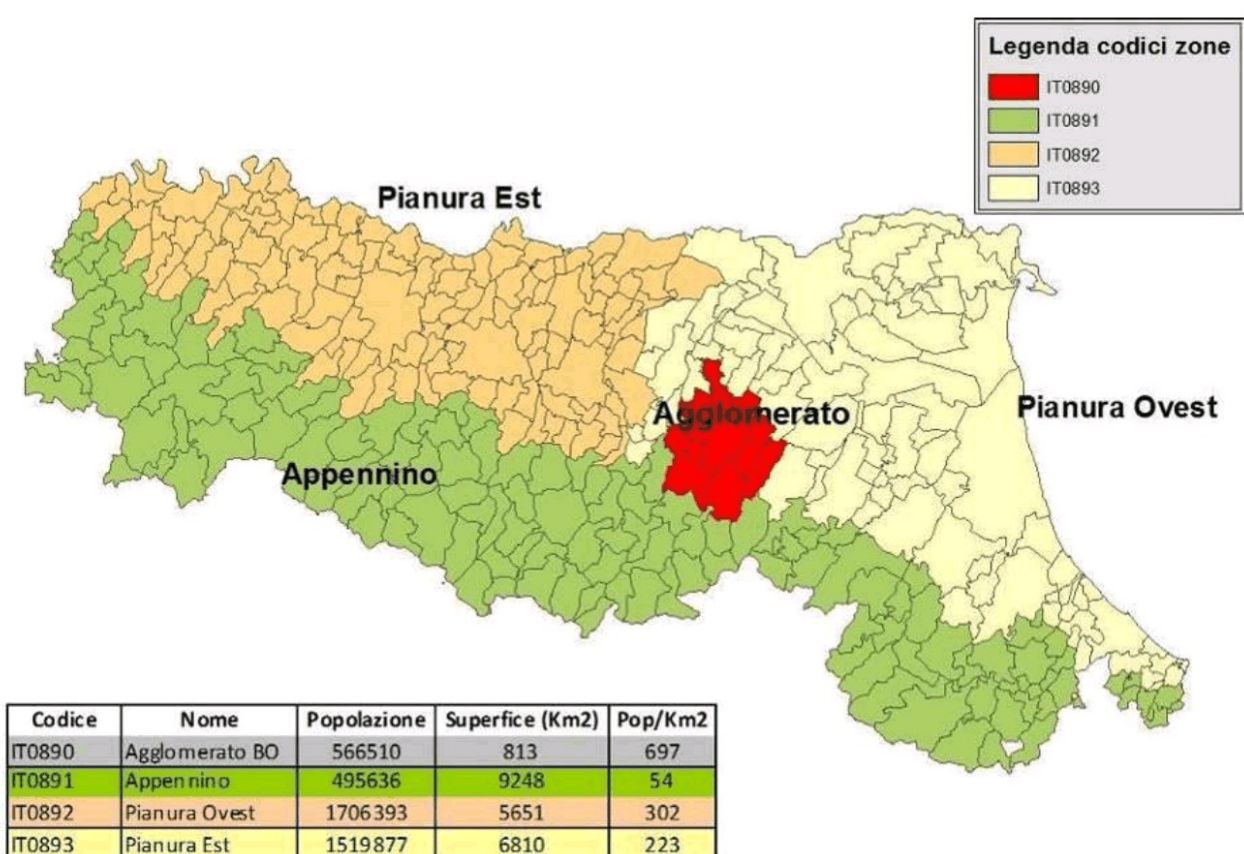 Legenda codici zone
IT0890
IT0891
IT0892
IT0893
Pianura Est
Agglomerato
Pianura Ovest
Appennino
Codice Nome Popolazione Superfice (Km2) Pop/Km2
IT0890 Agglomerato BO 566510 813 697
IT0891 Appennino 495636 9248 54
IT0892 Pianura Ovest 1706393 5651 302
IT0893 Pianura Est 1519877 6810 223